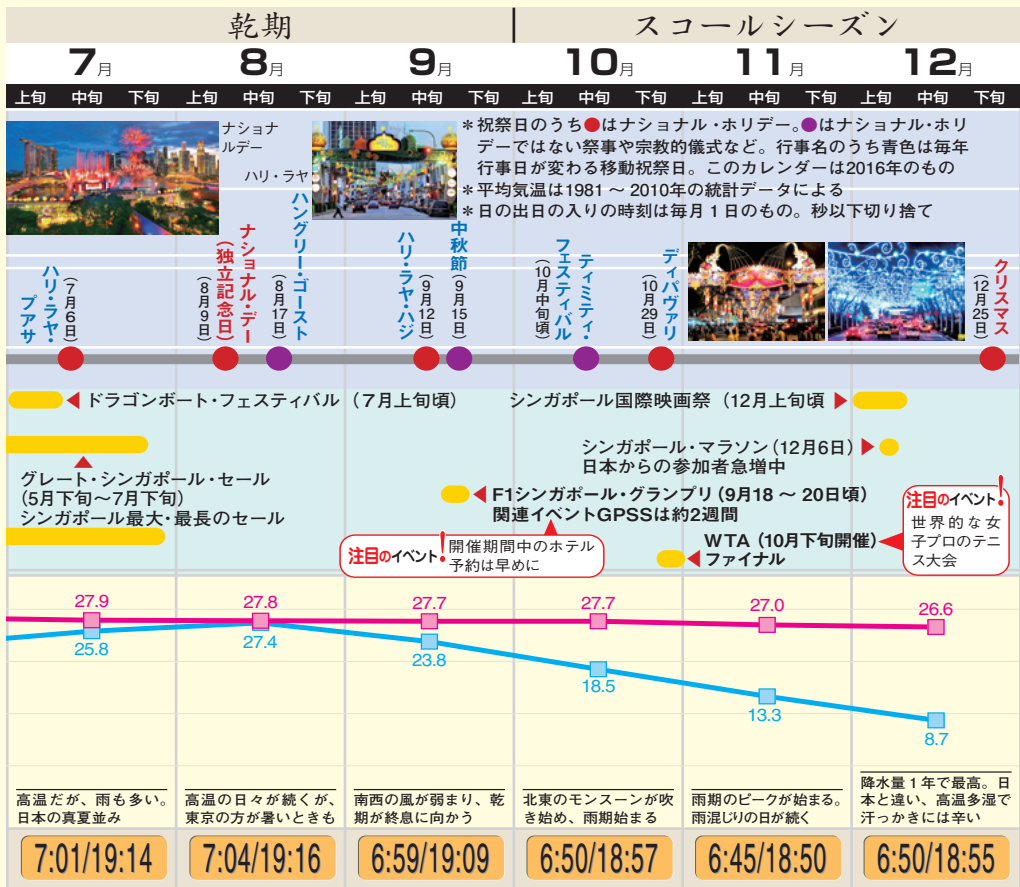 乾期
スコールシーズン
7月
8月
9月
10月
11月
12月
上旬 中旬 下旬 上旬 中旬 下旬 上旬 中旬 下旬 上旬 中旬 下旬 上旬 中旬 下旬 上旬 中旬 下旬
ナショナ
ルデー
ハリ・ラヤ
＊祝祭日のうち●はナショナル・ホリデー。●はナショナル・ホリ
デーではない祭事や宗教的儀式など。行事名のうち青色は毎年
行事日が変わる移動祝祭日。このカレンダーは2016年のもの
＊平均気温は1981～2010年の統計データによる
＊日の出日の入りの時刻は毎月1日のもの。秒以下切り捨て
ハリ・ラヤ・
プアサ
（7月6日）
ナショナル・デー
（独立記念日）
（8月9日）
ハングリー・ゴースト
（8月17日）
ハリ・ラヤ・ハジ
（9月12日）
中秋節
（9月15日）
ティミティ・
フェスティバル
（10月中旬頃）
ディパヴァリ
（10月29日）
クリスマス
（12月25日）
ドラゴンボート・フェスティバル（7月上旬頃）
シンガポール国際映画祭（12月上旬頃
シンガポール・マラソン（12月6日）
日本からの参加者急増中
グレート・シンガポール・セール
（5月下旬～7月下旬）
シンガポール最大・最長のセール
F1シンガポール・グランプリ（9月18～20日頃）
関連イベントGPSSは約2週間
注目のイベント!
開催期間中のホテル
予約は早めに
WTA（10月下旬開催）
ファイナル
注目のイベント!
世界的な女
子プロのテニ
ス大会
27.9
27.8
27.7
27.7
27.0
26.6
25.8
27.4
23.8
18.5
13.3
8.7
高温だが、雨も多い。
日本の真夏並み
高温の日々が続くが、
東京の方が暑いときも
南西の風が弱まり、乾
期が終息に向かう
北東のモンスーンが吹
き始め、雨期始まる
雨期のピークが始まる。
雨混じりの日が続く
降水量1年で最高。日
本と違い、高温多湿で
汗っかきには辛い
7:01/19:14
7:04/19:16
6:59/19:09
6:50/18:57
6:45/18:50
6:50/18:55